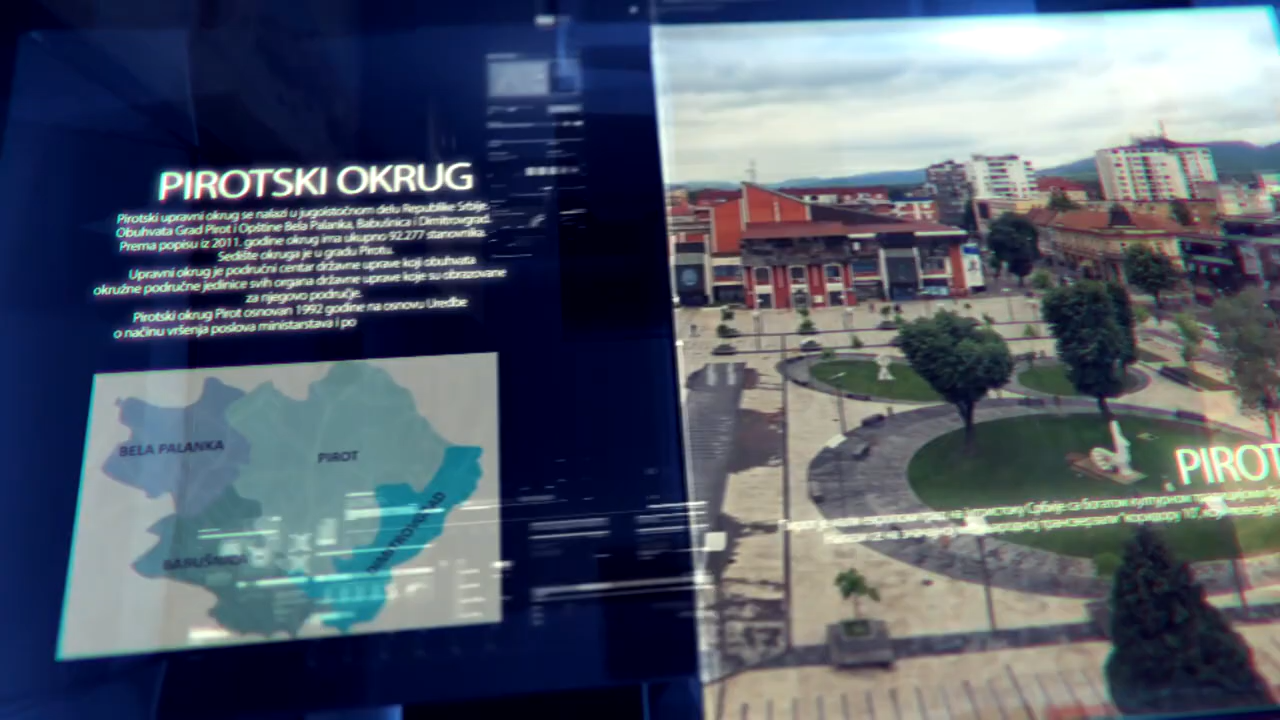 PIROTSKI OKRUG
Pirotski upravni okrug se nalazi u jugoistočnom delu Republike Srbije.
Obuhvata Grad Pirot i Opštine Bela Palanka, Babušnica i Dimitrovgrad.
Prema popisu iz 2011. godine okrug ima ukupno 92.277 stanovnika.
Sedište okruga je u gradu Pirotu.
Upravni okrug je područni centar državne uprave koji obuhvata
okružne područne jedinice svih organa državne uprave koje su obrazovane
za njegovo područje.
Pirotski okrug Pirot osnovan 1992 godine na osnovu Uredbe
o načinu vršenja poslova ministarstava i po
BELA PALANKA
PIROT
DIMITROVGRAD
BABUŠNICA
PIROT
Србије са богатом културном